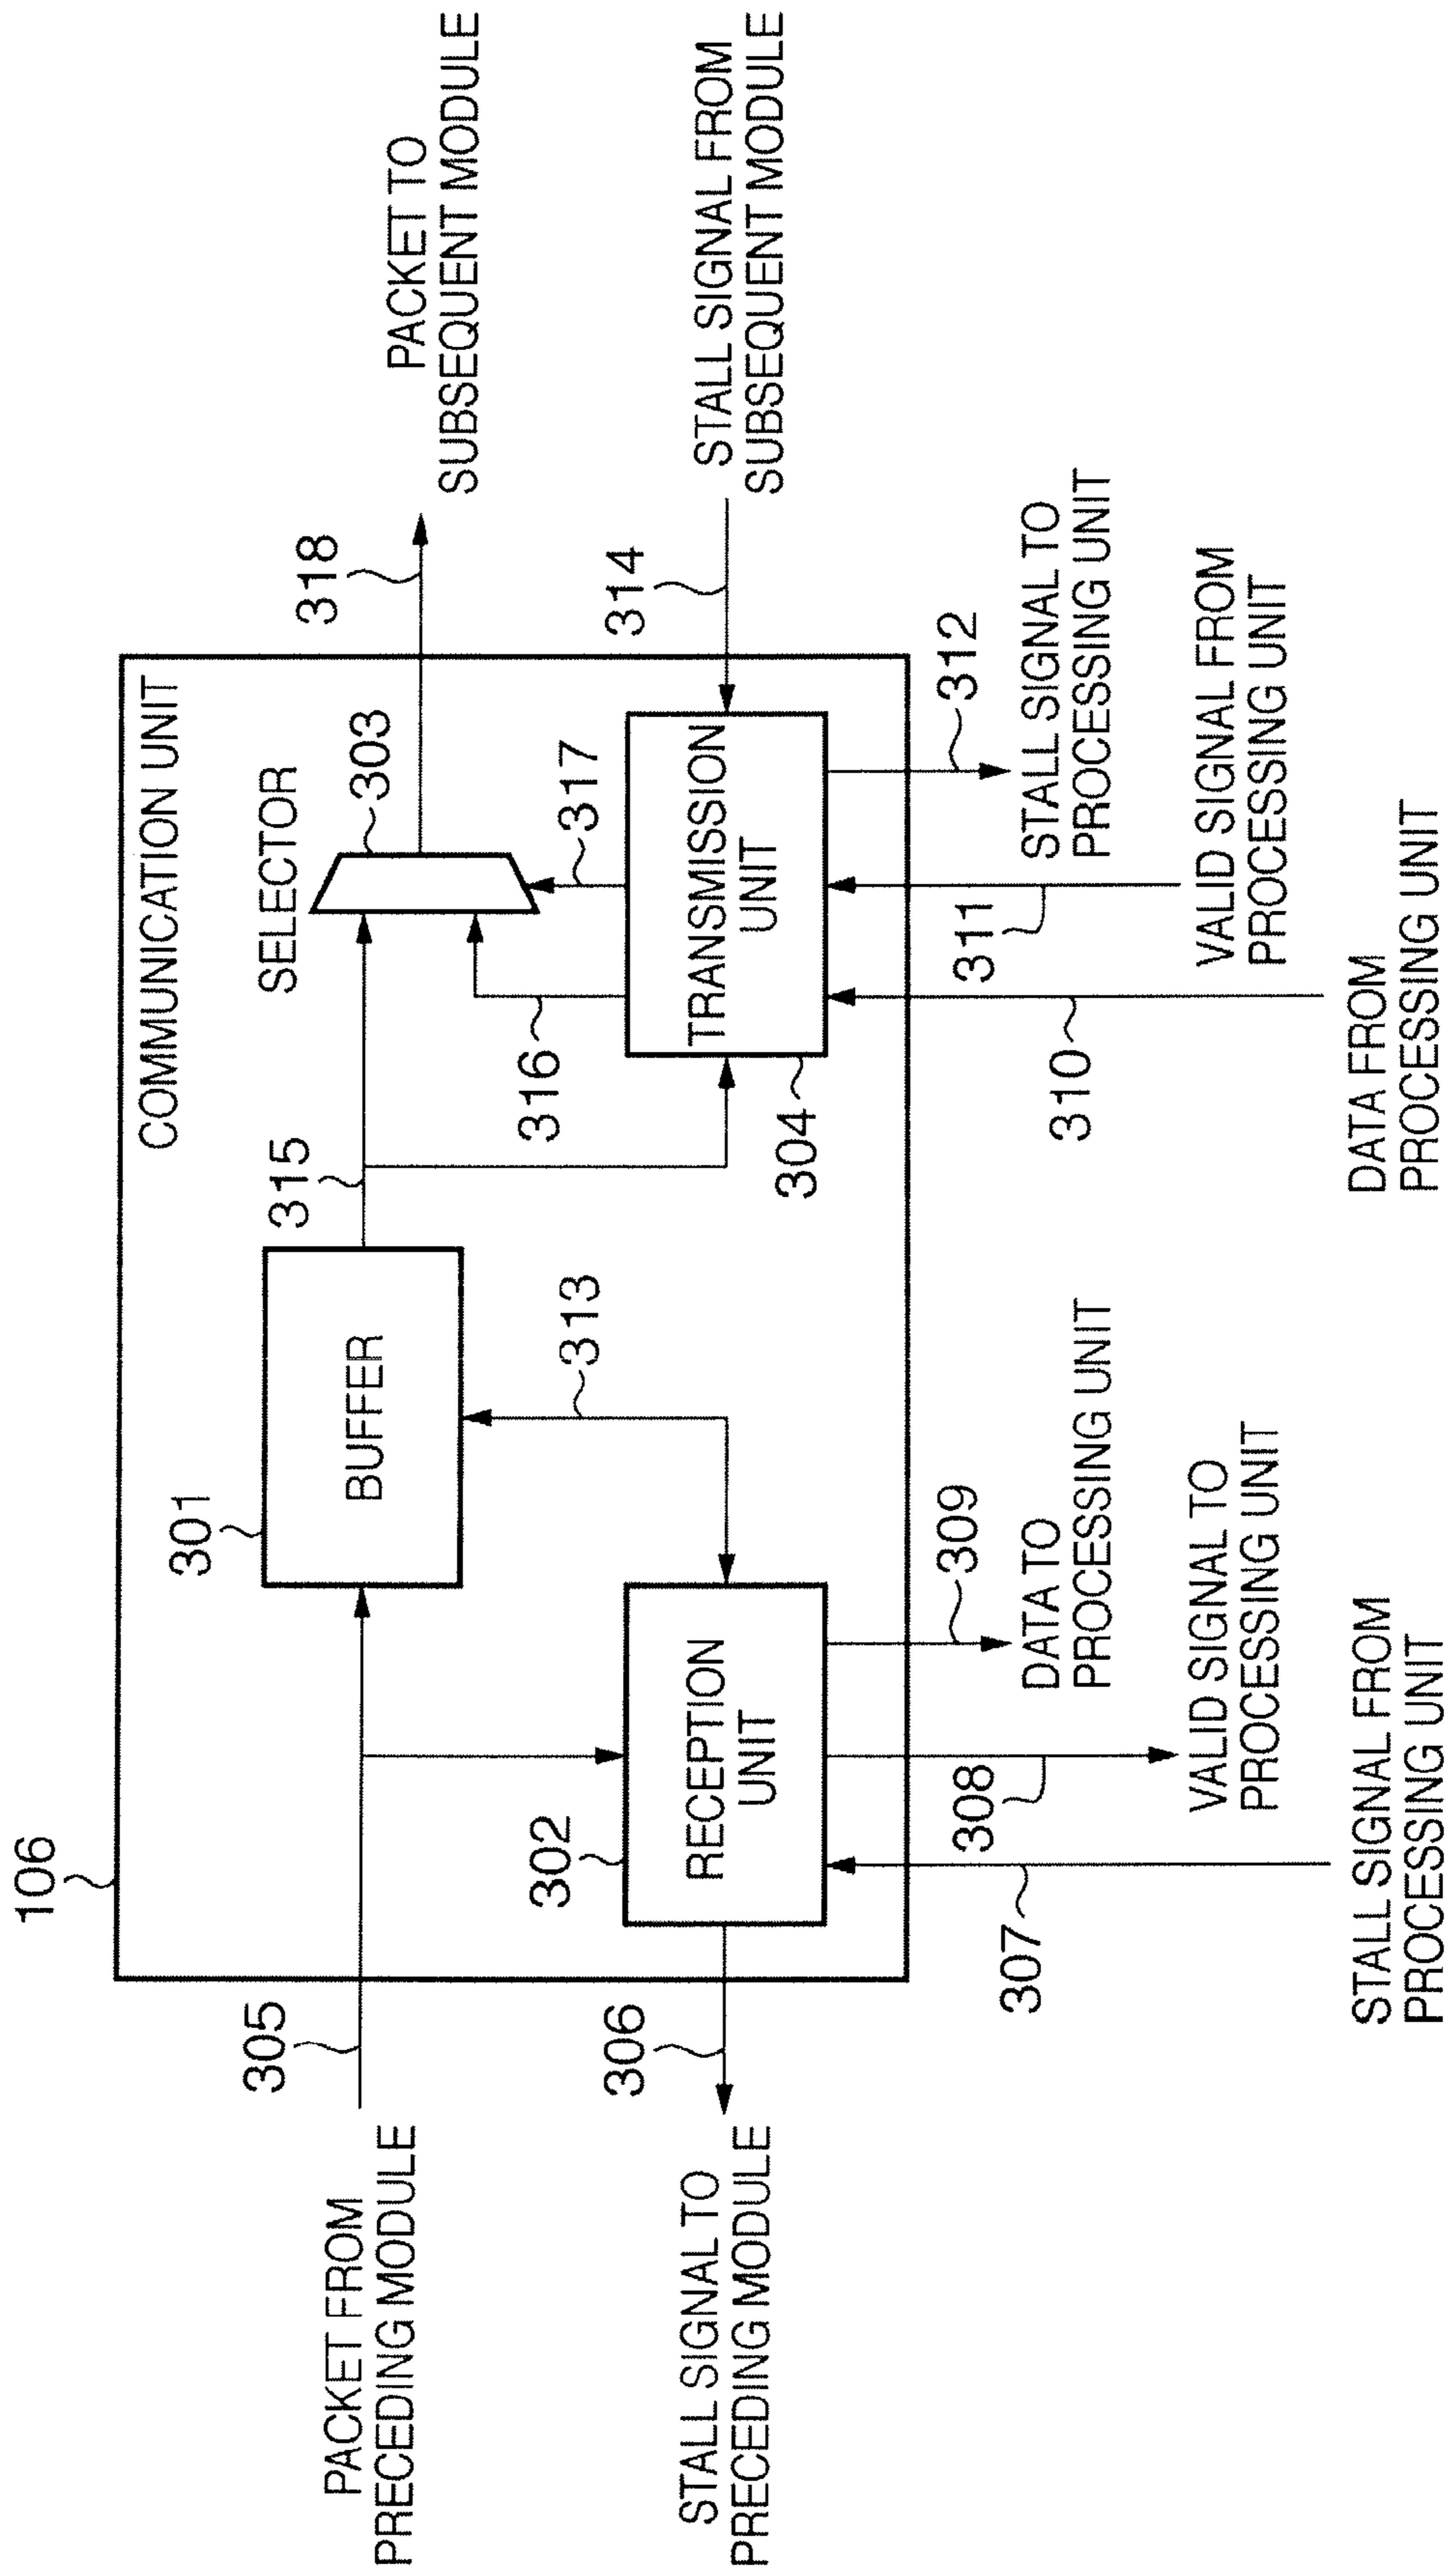 106
COMMUNICATION UNIT
305
PACKET FROM
PRECEDING MODULE
306
STALL SIGNAL TO
PRECEDING MODULE
301
BUFFER
315
SELECTOR
303
318
PACKET TO
SUBSEQUENT MODULE
313
302
RECEPTION
UNIT
316
317
304
TRANSMISSION
UNIT
314
STALL SIGNAL FROM
SUBSEQUENT MODULE
307
STALL SIGNAL FROM
PROCESSING UNIT
308
VALID SIGNAL TO
PROCESSING UNIT
309
DATA TO
PROCESSING UNIT
310
DATA FROM
PROCESSING UNIT
311
VALID SIGNAL FROM
PROCESSING UNIT
312
STALL SIGNAL TO
PROCESSING UNIT